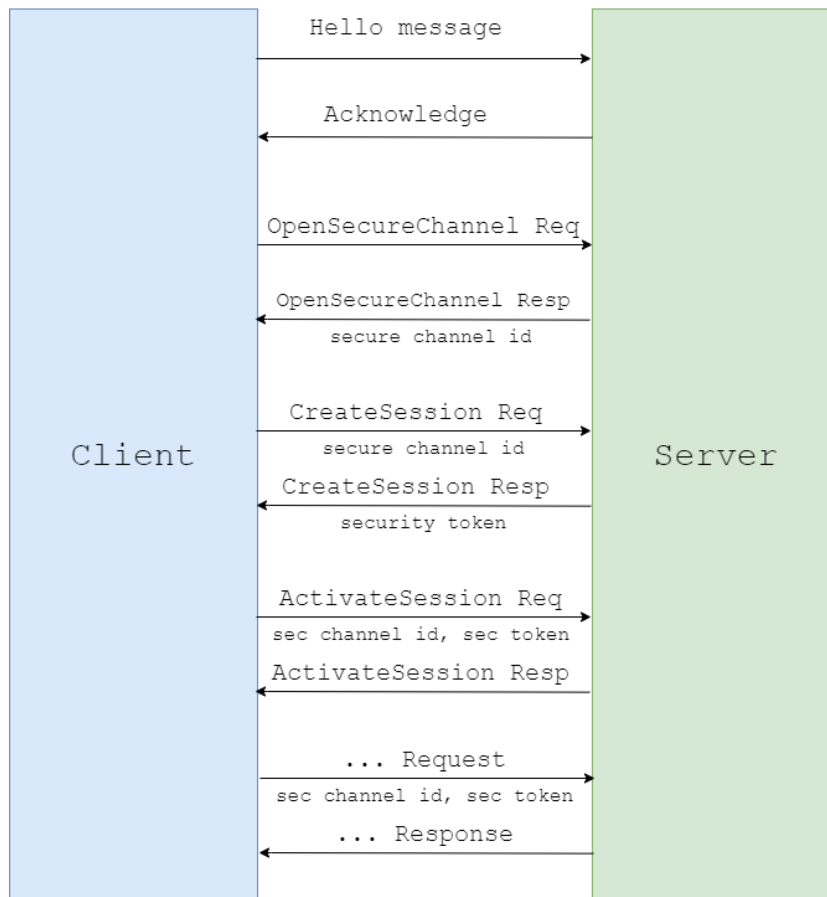 Hello message
Acknowledge
OpenSecureChannel Req
OpenSecureChannel Resp
secure channel id
CreateSession Req
secure channel id
Client
Server
CreateSession Resp
security token
ActivateSession Req
sec channel id, sec token
ActivateSession Resp
... Request
sec channel id, sec token
... Response